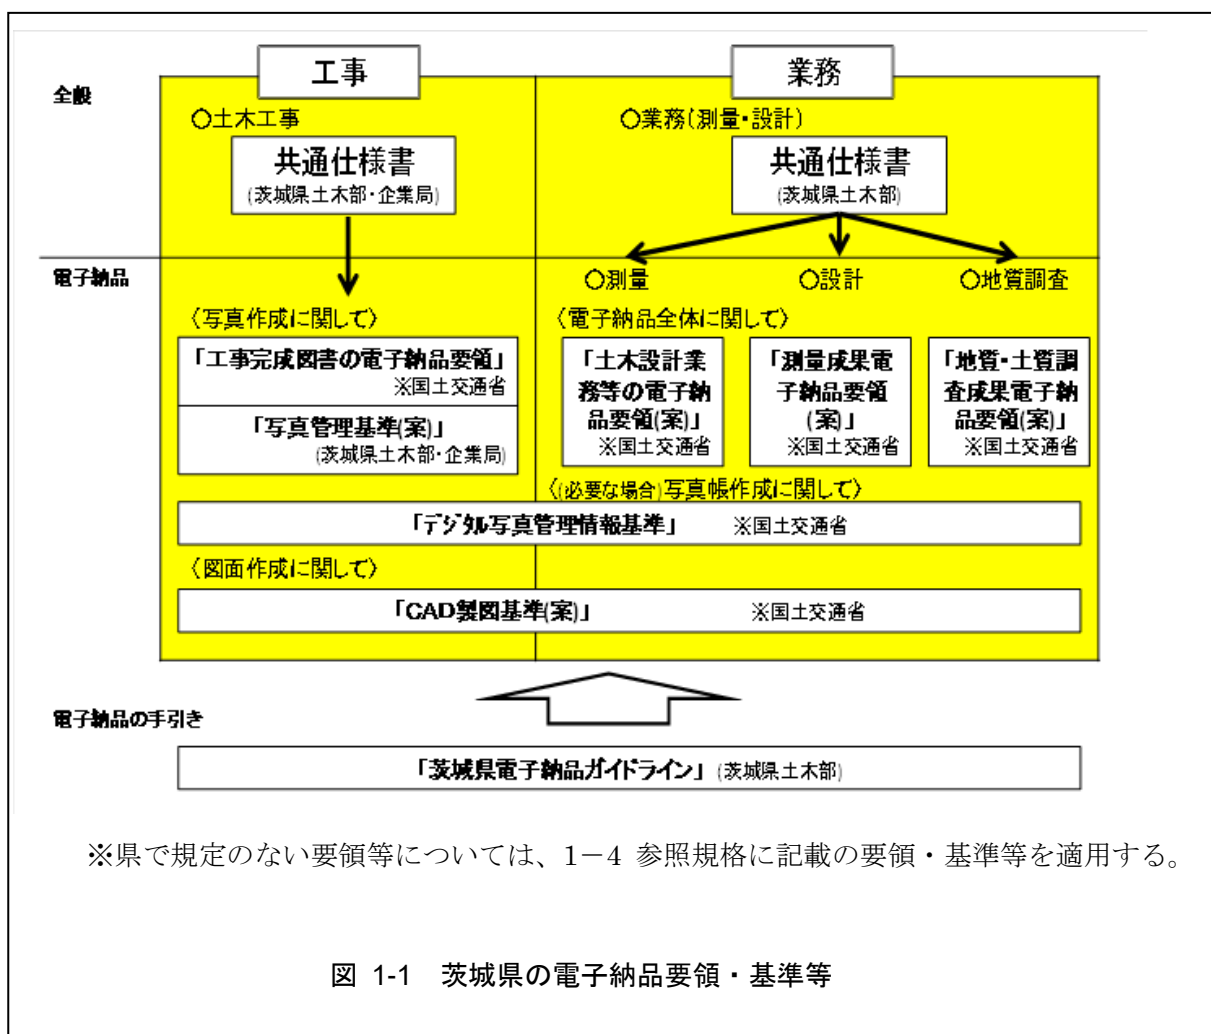 工事
業務
全般
○土木工事
○業務(測量・設計)
共通仕様書
(茨城県土木部・企業局)
共通仕様書
(茨城県土木部)
電子納品
○測量
○設計
○地質調査
〈写真作成に関して〉
〈電子納品全体に関して〉
「工事完成図書の電子納品要領」
※国土交通省
「写真管理基準(案)」
(茨城県土木部・企業局)
「土木設計業
務等の電子納
品要領(案)」
※国土交通省
「測量成果電
子納品要領
(案)」
※国土交通省
「地質・土質調
査成果電子納
品要領(案)」
※国土交通省
〈(必要な場合)写真帳作成に関して〉
「デジタル写真管理情報基準」 ※国土交通省
〈図面作成に関して〉
「CAD製図基準(案)」 ※国土交通省
電子納品の手引き
「茨城県電子納品ガイドライン」(茨城県土木部)
※県で規定のない要領等については、1－4 参照規格に記載の要領・基準等を適用する。
図 1-1 茨城県の電子納品要領・基準等